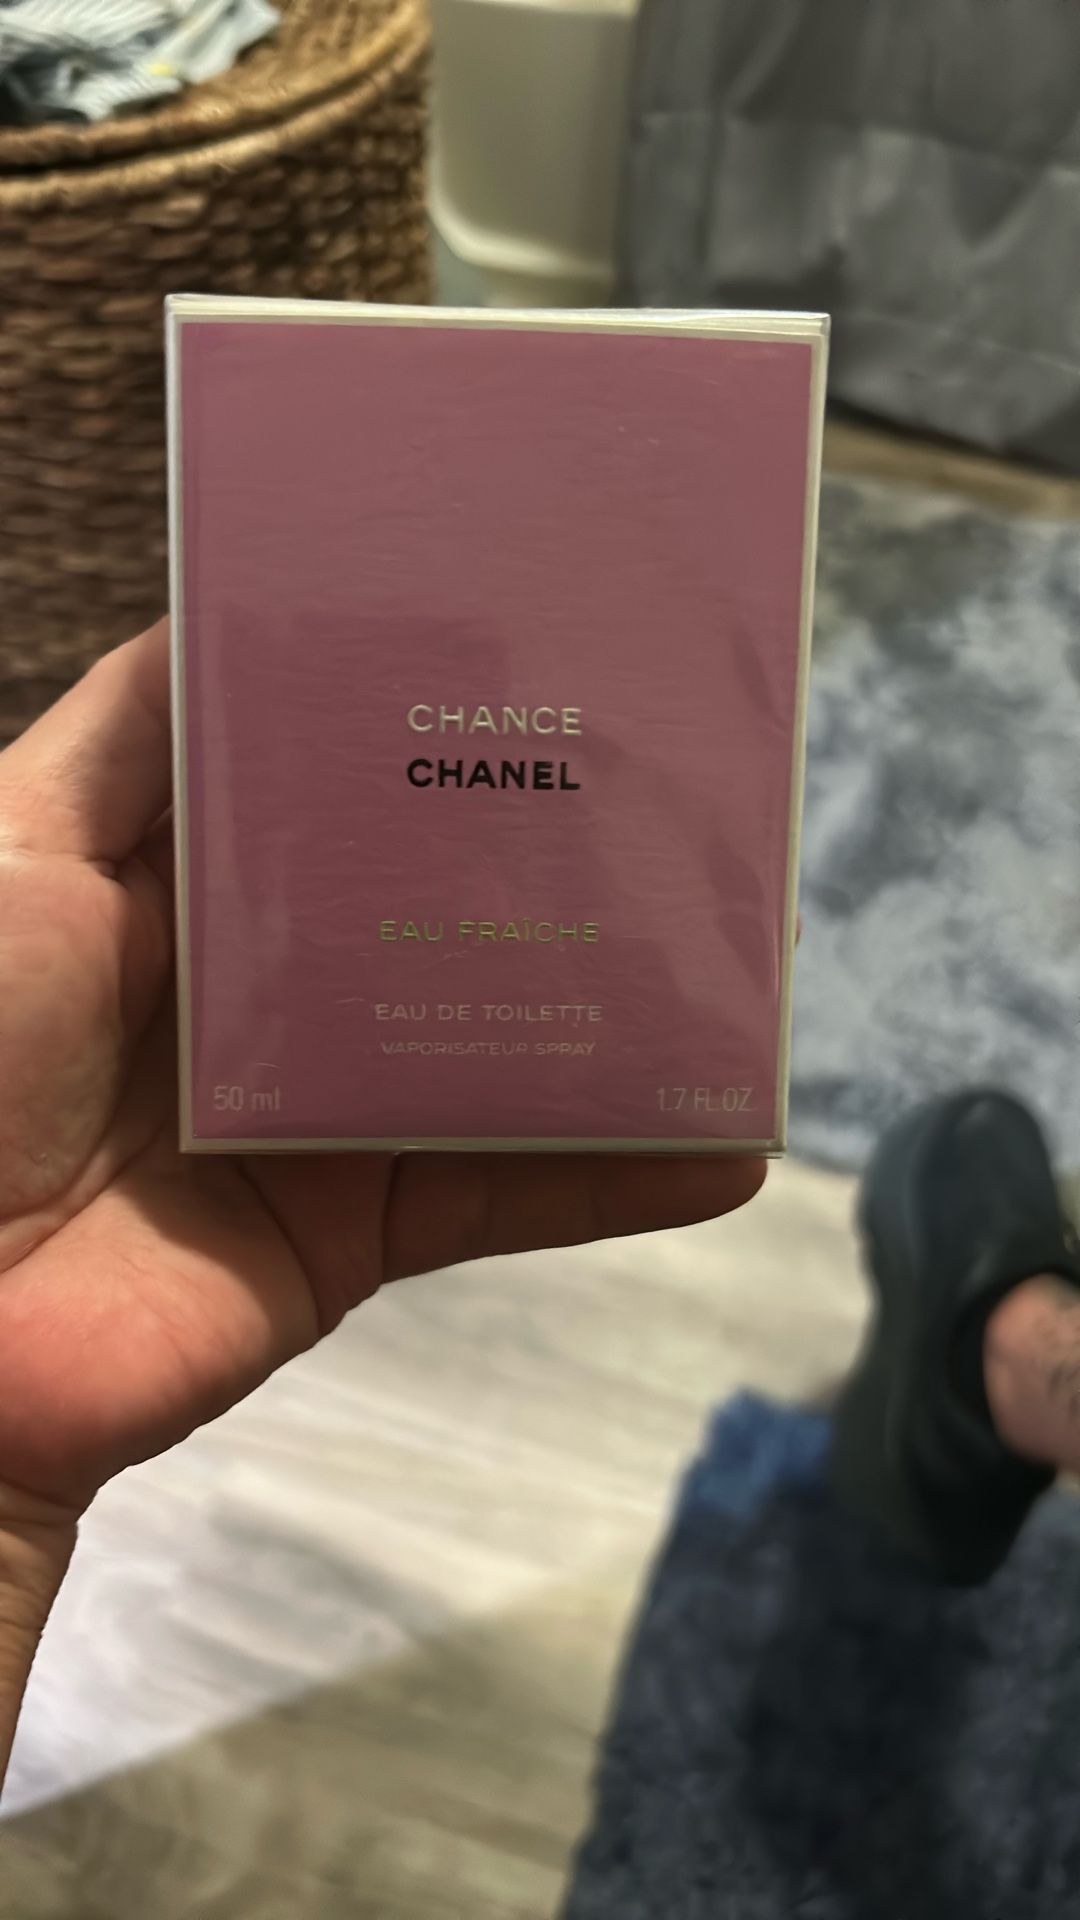 CHANCE
CHANEL
EAU FRAÎCHE
EAU DE TOILETTE
VAPORISATEUR SPRAY
50 ml 1.7 FL.OZ.